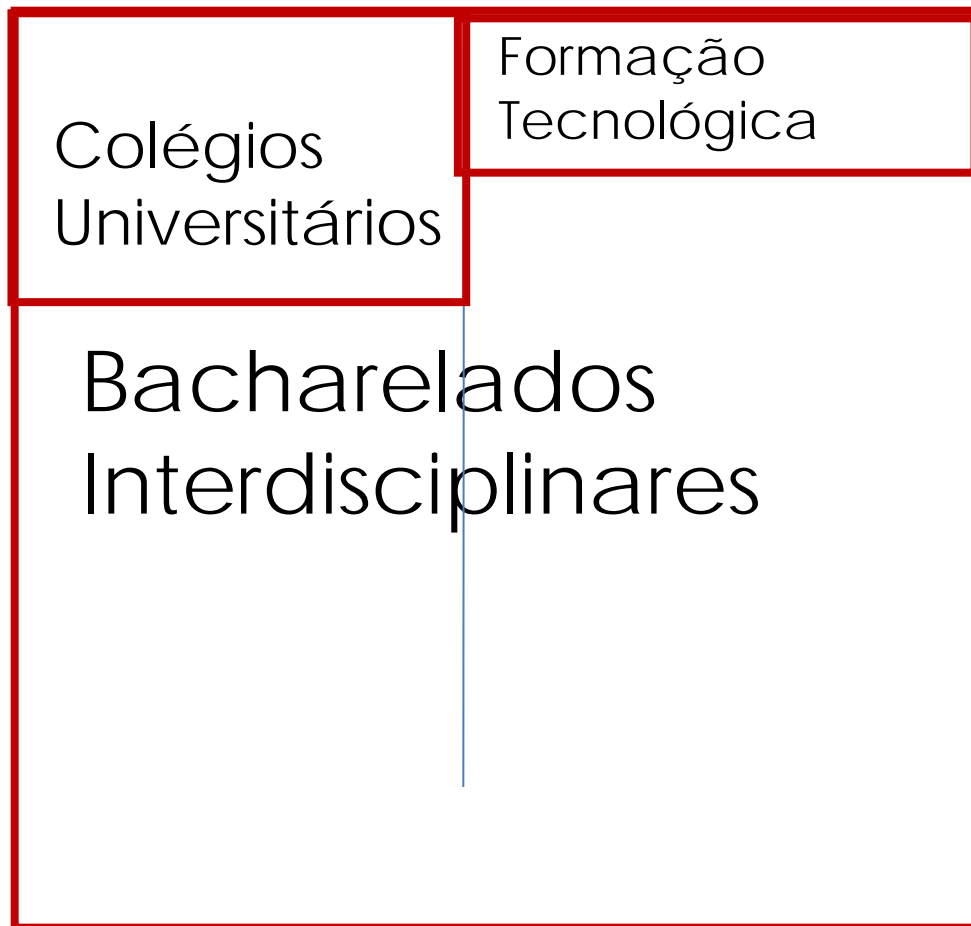 Formação
Tecnológica
Colégios
Universitários
Bacharelados
Interdisciplinares